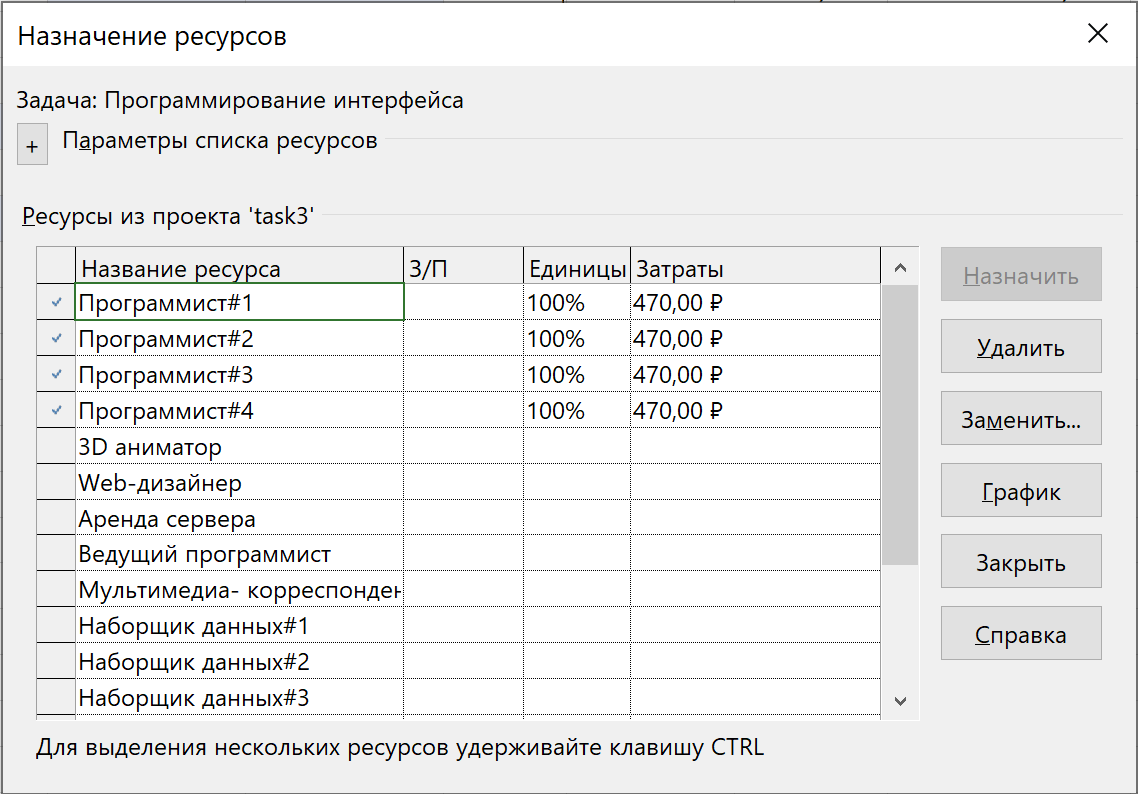 Назначение ресурсов
Задача: Программирование интерфейса
+ Параметры списка ресурсов
Ресурсы из проекта 'task3'
Название ресурса З/П Единицы Затраты
Программист#1 100% 470,00 ₽
Программист#2 100% 470,00 ₽
Программист#3 100% 470,00 ₽
Программист#4 100% 470,00 ₽
3D аниматор
Web-дизайнер
Аренда сервера
Ведущий программист
Мультимедиа- корреспонден
Наборщик данных#1
Наборщик данных#2
Наборщик данных#3
Назначить
Удалить
Заменить...
График
Закрыть
Справка
Для выделения нескольких ресурсов удерживайте клавишу CTRL